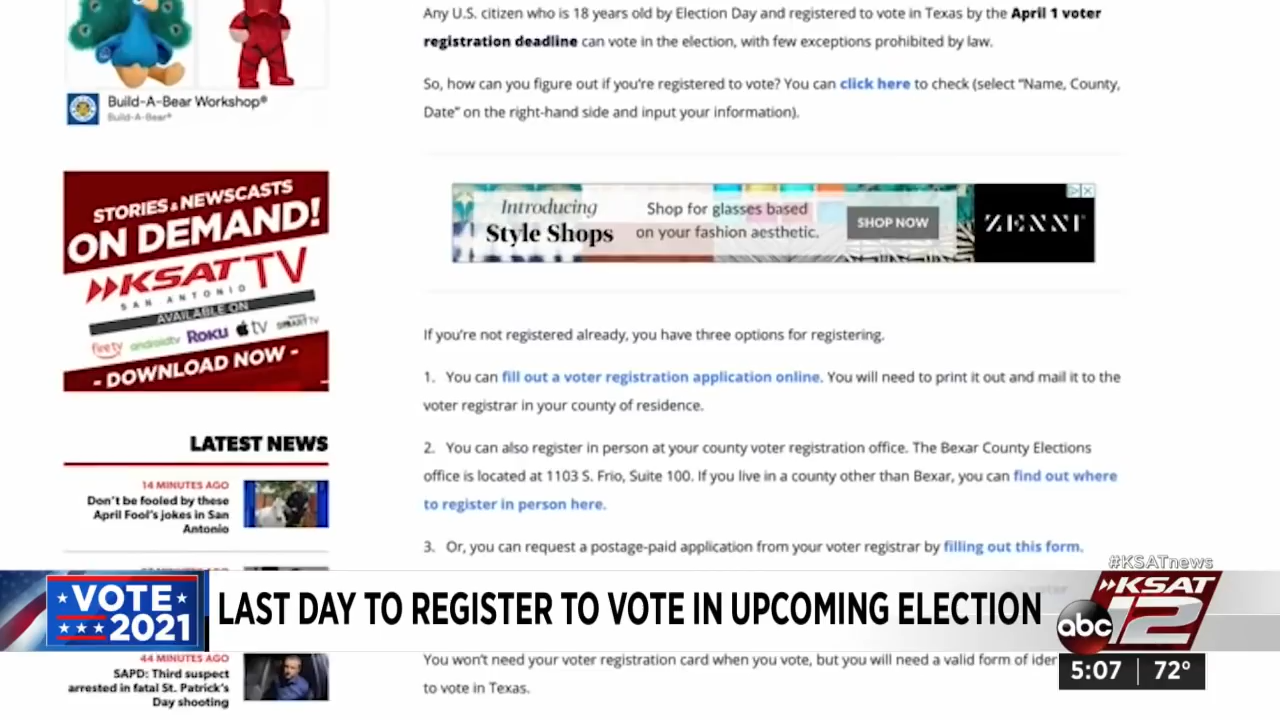 Build-A-Bear Workshop®
Build-A-Bear®
STORIES & NEWSCASTS
ON DEMAND!
KSAT TV
SAN ANTONIO
AVAILABLE ON
firetv androidtv ROKU tv SAMSUNG SMART TV
- DOWNLOAD NOW -
LATEST NEWS
14 MINUTES AGO
Don't be fooled by these
April Fool's jokes in San
Antonio
44 MINUTES AGO
SAPD: Third suspect
arrested in fatal St. Patrick's
Day shooting
Any U.S. citizen who is 18 years old by Election Day and registered to vote in Texas by the April 1 voter
registration deadline can vote in the election, with few exceptions prohibited by law.
So, how can you figure out if you're registered to vote? You can click here to check (select "Name, County,
Date" on the right-hand side and input your information).
Introducing
Style Shops
Shop for glasses based
on your fashion aesthetic.
SHOP NOW
ZENNI
If you're not registered already, you have three options for registering.
1. You can fill out a voter registration application online. You will need to print it out and mail it to the
voter registrar in your county of residence.
2. You can also register in person at your county voter registration office. The Bexar County Elections
office is located at 1103 S. Frio, Suite 100. If you live in a county other than Bexar, you can find out where
to register in person here.
3. Or, you can request a postage-paid application from your voter registrar by filling out this form.
You won't need your voter registration card when you vote, but you will need a valid form of
to vote in Texas.
#KSATnews
VOTE
2021
LAST DAY TO REGISTER TO VOTE IN UPCOMING ELECTION
KSAT
abc 12
5:07 72°